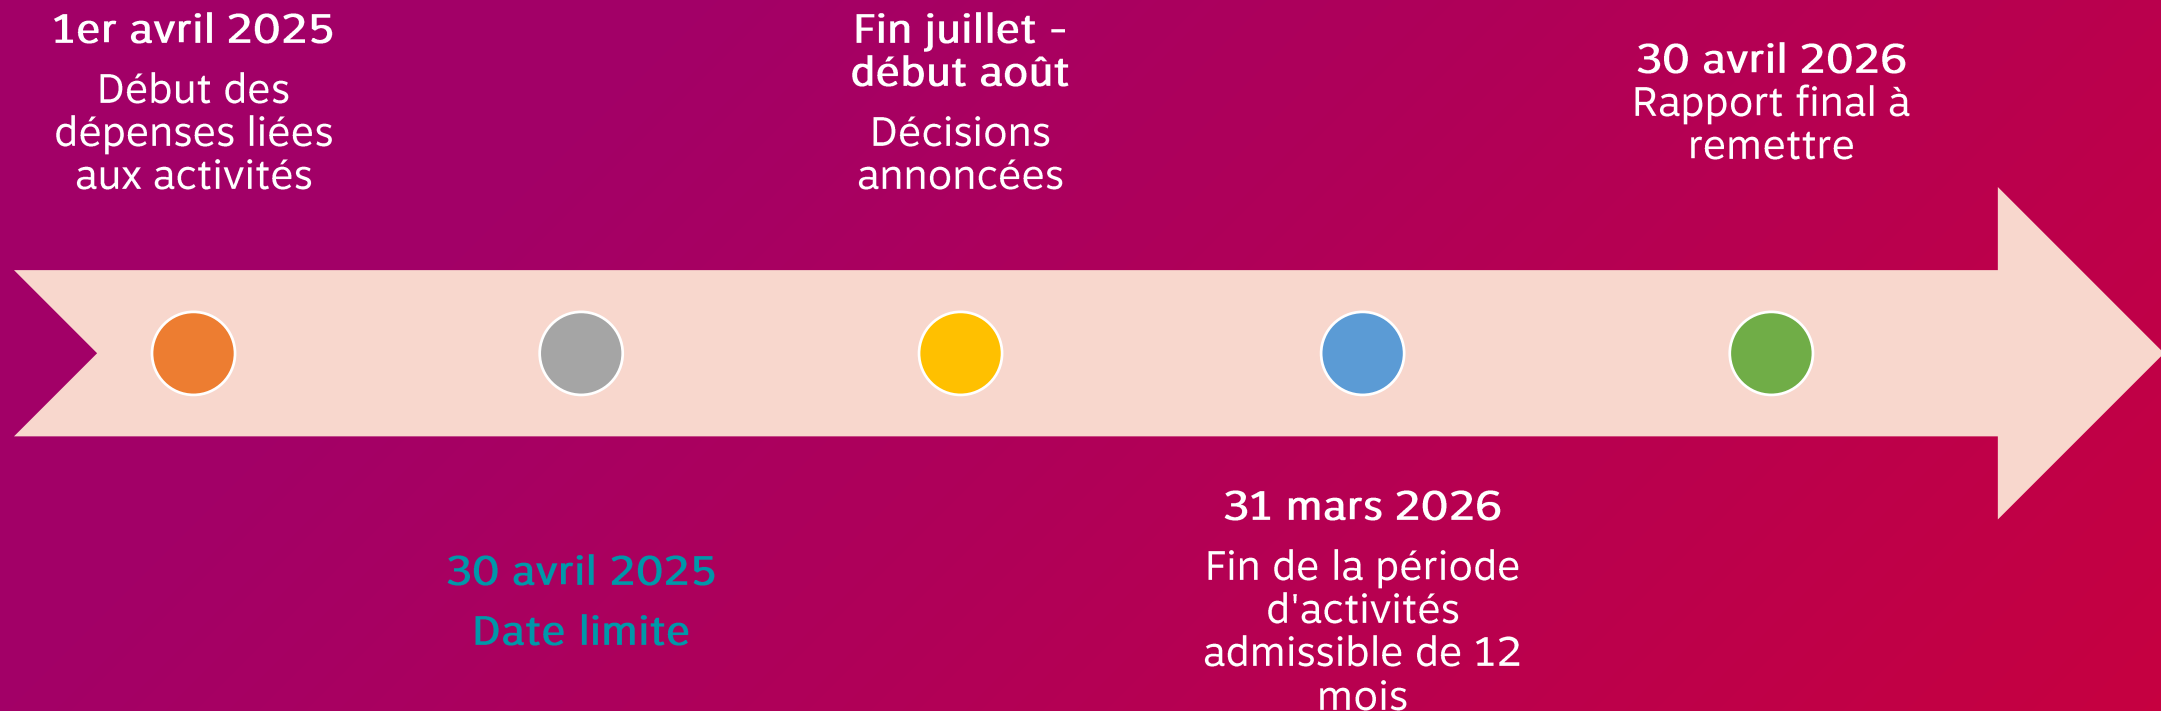 1er avril 2025
Début des
dépenses liées
aux activités
30 avril 2025
Date limite
Fin juillet -
début août
Décisions
annoncées
31 mars 2026
Fin de la période
d'activités
admissible de 12
mois
30 avril 2026
Rapport final à
remettre